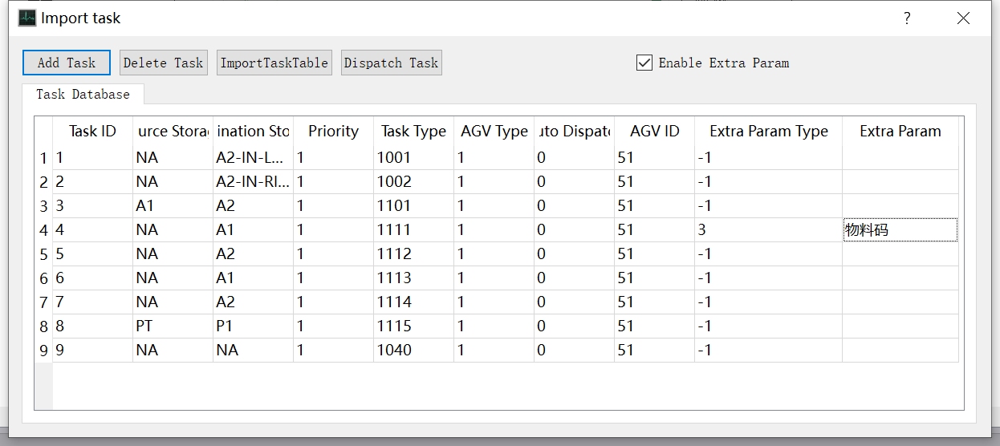 Import task
Add Task Delete Task ImportTaskTable Dispatch Task Enable Extra Param
Task Database
Task ID urce Storag ination Sto Priority Task Type AGV Type uto Dispatc AGV ID Extra Param Type Extra Param
1 1 NA A2-IN-L... 1 1001 1 0 51 -1
2 2 NA A2-IN-RI... 1 1002 1 0 51 -1
3 3 A1 A2 1 1101 1 0 51 -1
4 4 NA A1 1 1111 1 0 51 3 物料码
5 5 NA A2 1 1112 1 0 51 -1
6 6 NA A1 1 1113 1 0 51 -1
7 7 NA A2 1 1114 1 0 51 -1
8 8 PT P1 1 1115 1 0 51 -1
9 9 NA NA 1 1040 1 0 51 -1